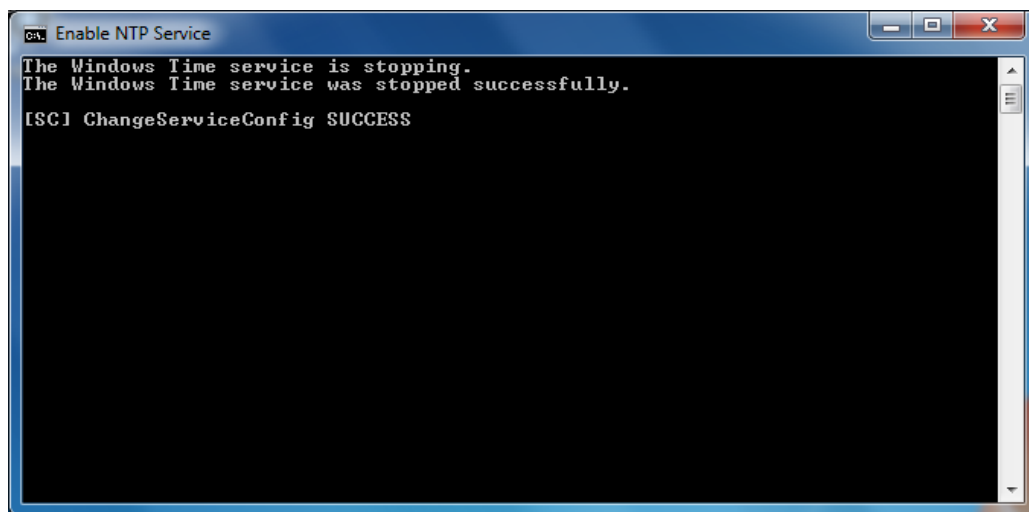 Enable NTP Service
The Windows Time service is stopping.
The Windows Time service was stopped successfully.
[SC] ChangeServiceConfig SUCCESS